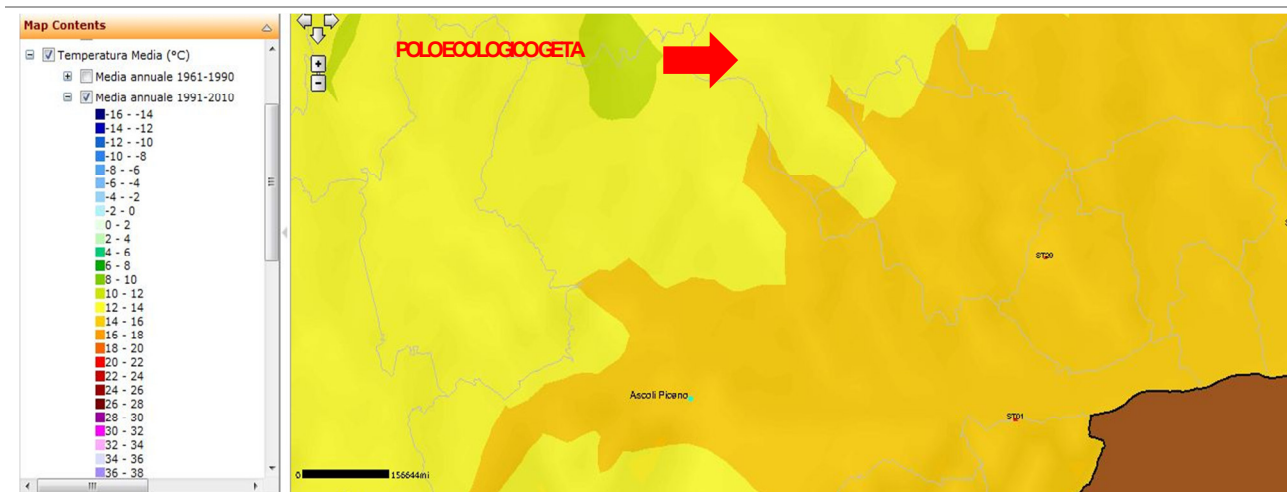 Map Contents
Temperatura Media (°C)
Media annuale 1961-1990
Media annuale 1991-2010
-16 - -14
-14 - -12
-12 - -10
-10 - -8
-8 - -6
-6 - -4
-4 - -2
-2 - 0
0 - 2
2 - 4
4 - 6
6 - 8
8 - 10
10 - 12
12 - 14
14 - 16
16 - 18
18 - 20
20 - 22
22 - 24
24 - 26
26 - 28
28 - 30
30 - 32
32 - 34
34 - 36
36 - 38
POLOECOLOGICOGETA
Ascoli Piceno
ST01
0 156644mi